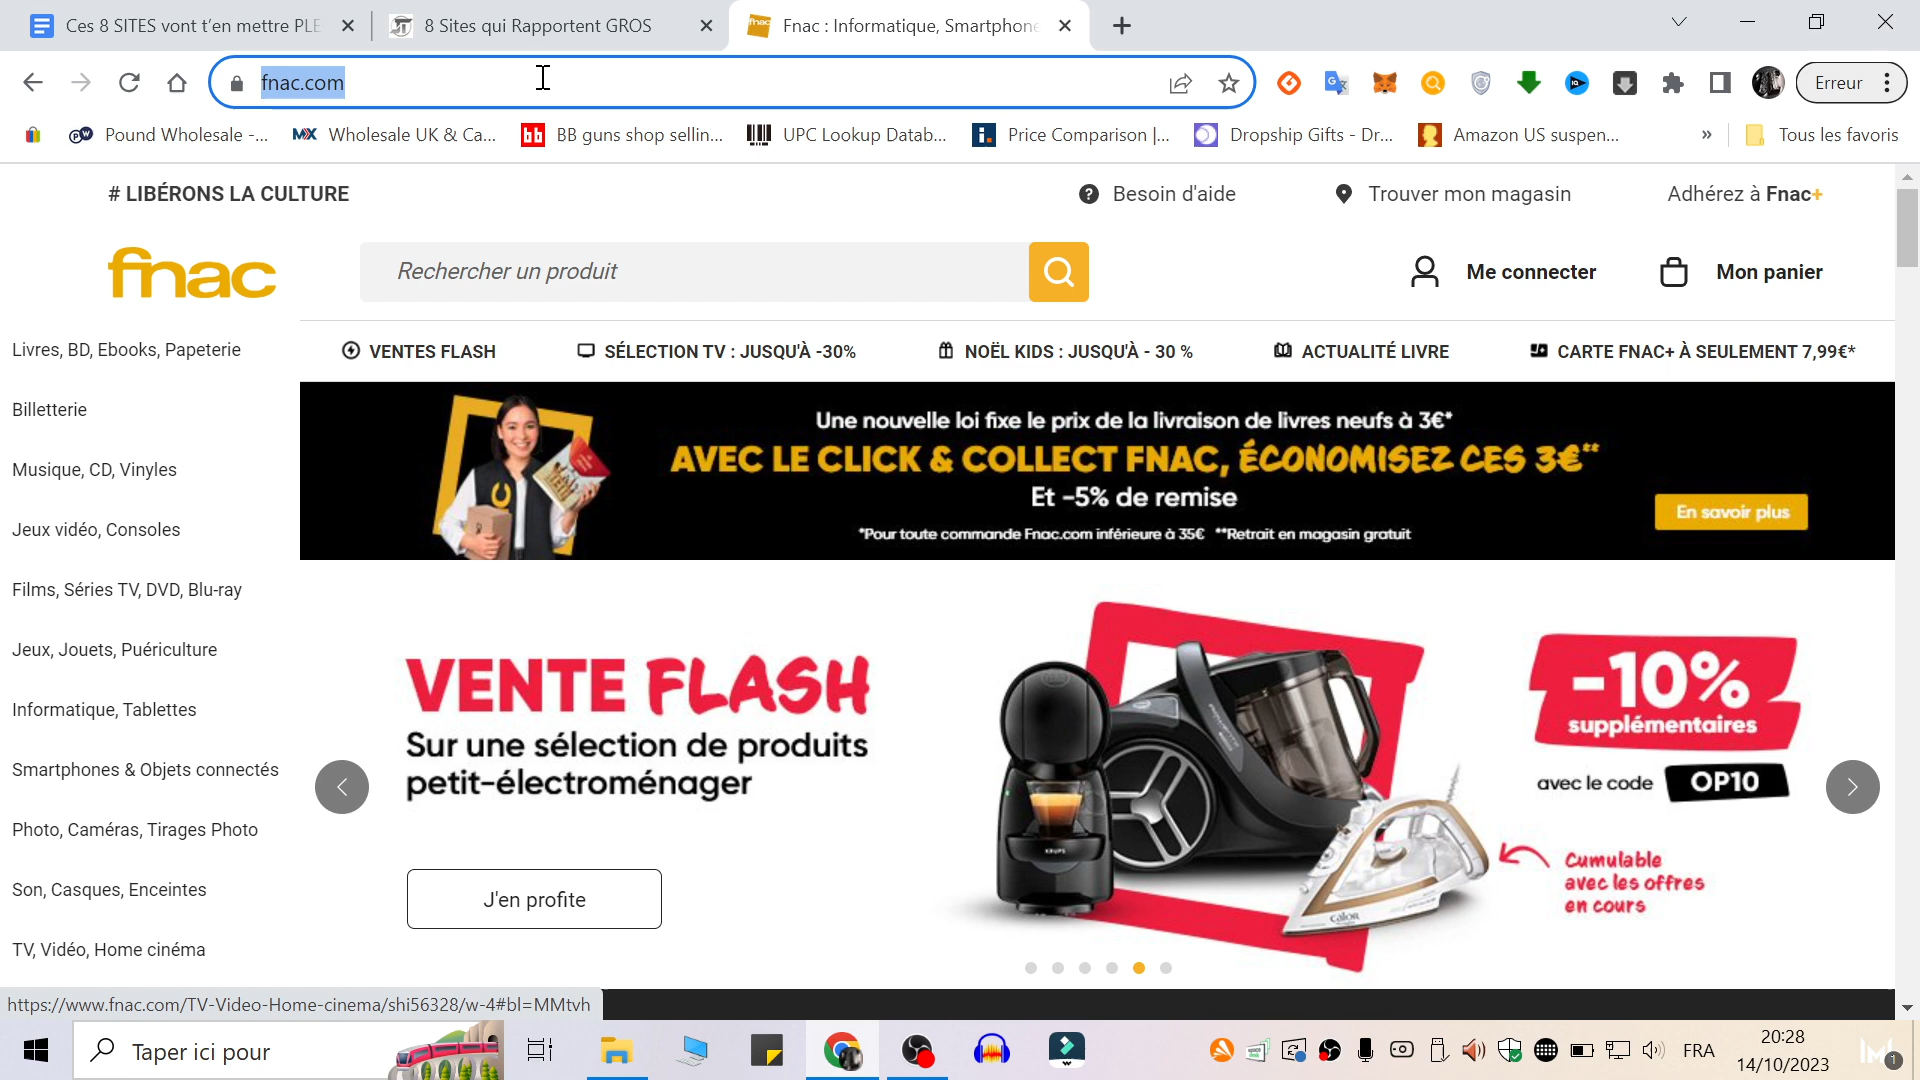 Ces 8 SITES vont t'en mettre PLE
8 Sites qui Rapportent GROS
Fnac : Informatique, Smartphone
fnac.com
Erreur
Pound Wholesale -...
Wholesale UK & Ca...
BB guns shop sellin...
UPC Lookup Datab...
Price Comparison |...
Dropship Gifts - Dr...
Amazon US suspen...
»
Tous les favoris
# LIBÉRONS LA CULTURE
Besoin d'aide
Trouver mon magasin
Adhérez à Fnac+
fnac
Rechercher un produit
Me connecter
Mon panier
Livres, BD, Ebooks, Papeterie
Billetterie
Musique, CD, Vinyles
Jeux vidéo, Consoles
Films, Séries TV, DVD, Blu-ray
Jeux, Jouets, Puériculture
Informatique, Tablettes
Smartphones & Objets connectés
Photo, Caméras, Tirages Photo
Son, Casques, Enceintes
TV, Vidéo, Home cinéma
VENTES FLASH
SÉLECTION TV : JUSQU'À -30%
NOËL KIDS : JUSQU'À - 30 %
ACTUALITÉ LIVRE
CARTE FNAC+ À SEULEMENT 7,99€*
Une nouvelle loi fixe le prix de la livraison de livres neufs à 3€*
AVEC LE CLICK & COLLECT FNAC, ÉCONOMISEZ CES 3€**
Et -5% de remise
*Pour toute commande Fnac.com inférieure à 35€ **Retrait en magasin gratuit
En savoir plus
VENTE FLASH
Sur une sélection de produits
petit-électroménager
J'en profite
KRUPS
calor
-10%
supplémentaires
avec le code OP10
Cumulable
avec les offres
en cours
https://www.fnac.com/TV-Video-Home-cinema/shi56328/w-4#bl=MMtvh
Taper ici pour
FRA
20:28
14/10/2023
1